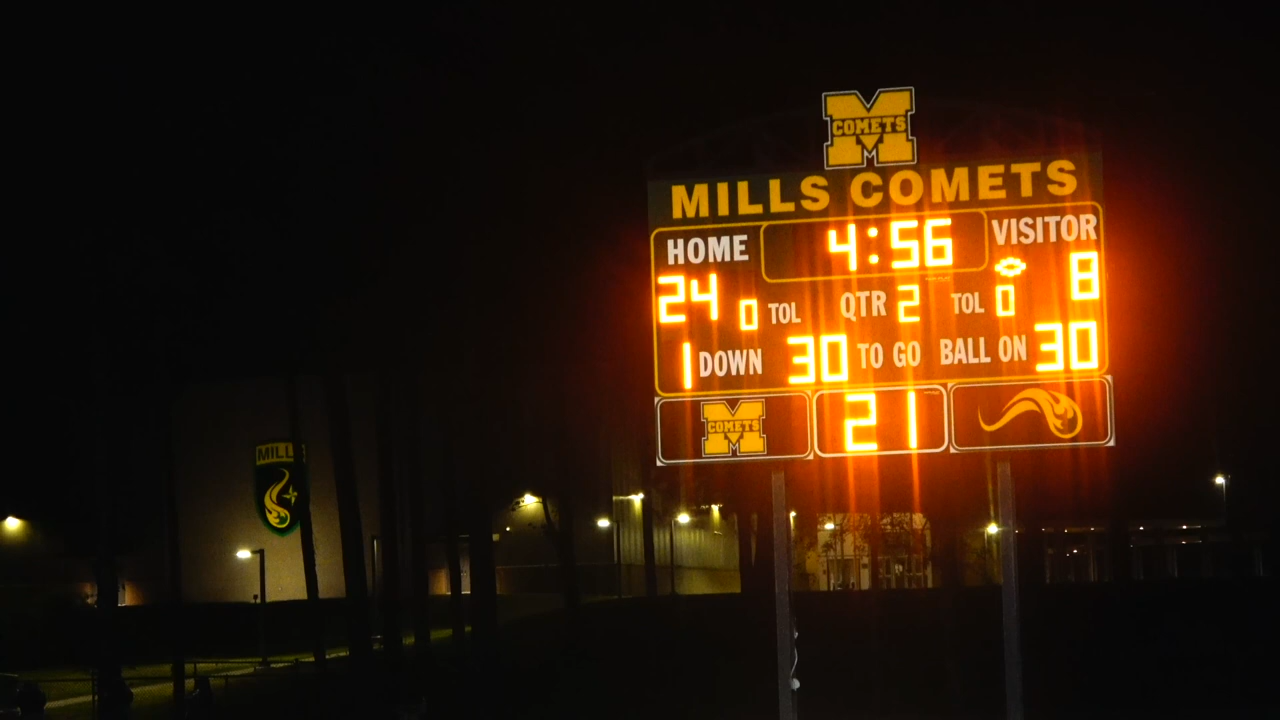 COMETS
MILLS COMETS
HOME 4:56 VISITOR
24 0 TOL QTR 2 TOL 0 8
1 DOWN 30 TO GO BALL ON 30
COMETS 21
MILL